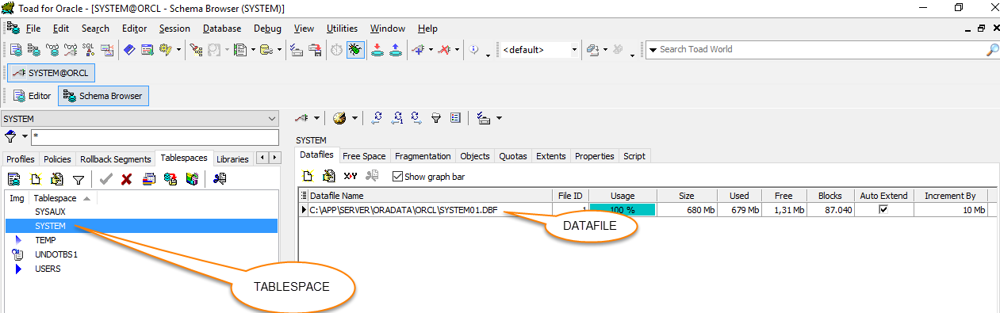 Toad for Oracle - [SYSTEM@ORCL - Schema Browser (SYSTEM)]
File Edit Search Editor Session Database Debug View Utilities Window Help
<default> Search Toad World
SYSTEM@ORCL
Editor Schema Browser
SYSTEM
*
SYSTEM
Profiles Policies Rollback Segments Tablespaces Libraries
Datafiles Free Space Fragmentation Objects Quotas Extents Properties Script
Show graph bar
Img Tablespace
Datafile Name File ID Usage Size Used Free Blocks Auto Extend Increment By
SYSAUX
C:\APP\SERVER\ORADATA\ORCL\SYSTEM01.DBF 1 100 % 680 Mb 679 Mb 1,31 Mb 87.040 10 Mb
SYSTEM
DATAFILE
TEMP
UNDOTBS1
USERS
TABLESPACE